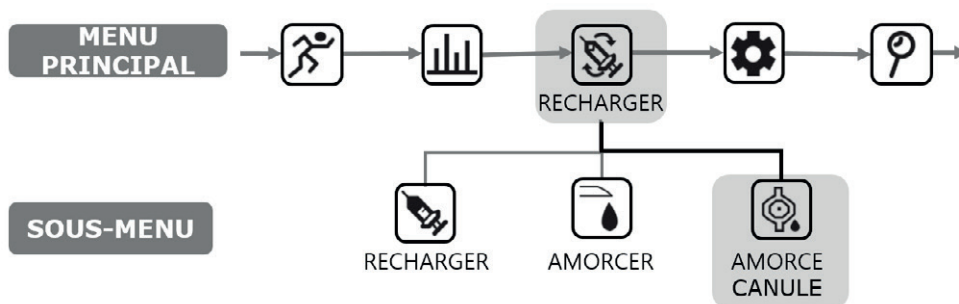 MENU
PRINCIPAL
RECHARGER
SOUS-MENU
RECHARGER
AMORCER
AMORCE
CANULE